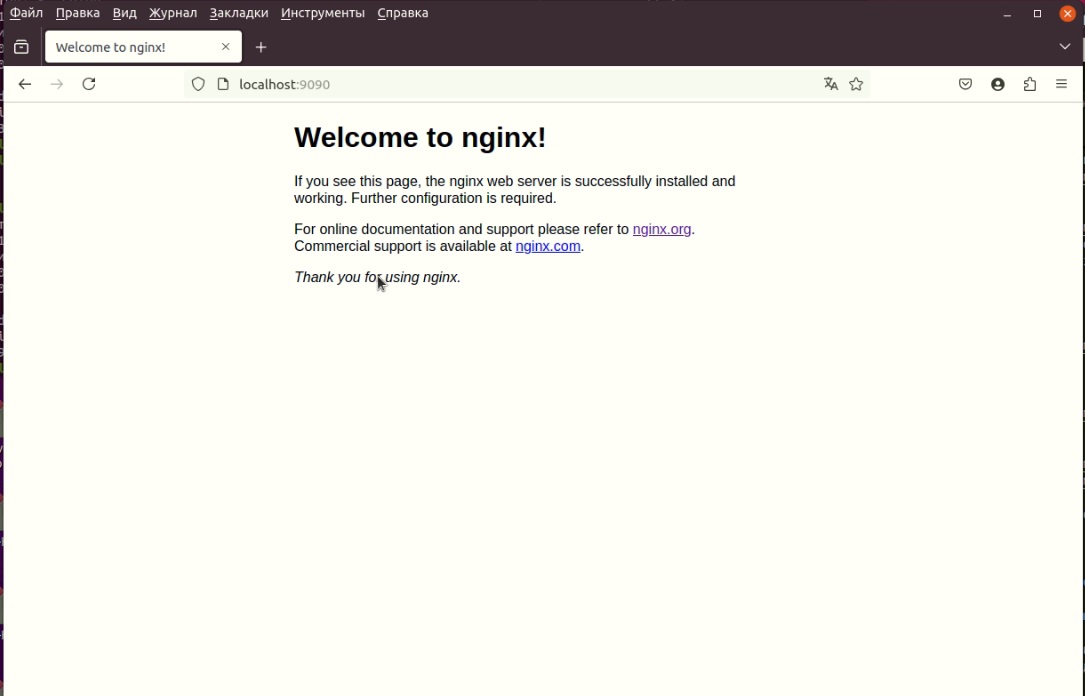 Файл Правка Вид Журнал Закладки Инструменты Справка
Welcome to nginx!
localhost:9090
Welcome to nginx!
If you see this page, the nginx web server is successfully installed and
working. Further configuration is required.
For online documentation and support please refer to nginx.org.
Commercial support is available at nginx.com.
Thank you for using nginx.